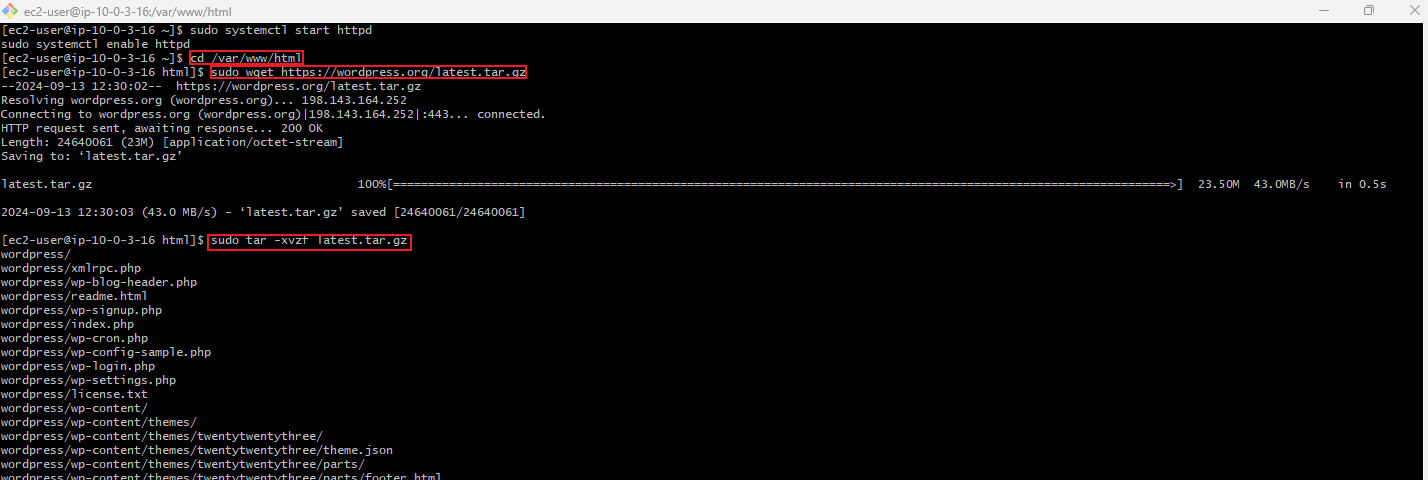 ec2-user@ip-10-0-3-16:/var/www/html
[ec2-user@ip-10-0-3-16 ~]$ sudo systemctl start httpd
sudo systemctl enable httpd
[ec2-user@ip-10-0-3-16 ~]$ cd /var/www/html
[ec2-user@ip-10-0-3-16 html]$ sudo wget https://wordpress.org/latest.tar.gz
--2024-09-13 12:30:02--  https://wordpress.org/latest.tar.gz
Resolving wordpress.org (wordpress.org)... 198.143.164.252
Connecting to wordpress.org (wordpress.org)|198.143.164.252|:443... connected.
HTTP request sent, awaiting response... 200 OK
Length: 24640061 (23M) [application/octet-stream]
Saving to: ‘latest.tar.gz’
latest.tar.gz 100%[===============================================================================================================>] 23.50M 43.0MB/s in 0.5s
2024-09-13 12:30:03 (43.0 MB/s) - ‘latest.tar.gz’ saved [24640061/24640061]
[ec2-user@ip-10-0-3-16 html]$ sudo tar -xvzf latest.tar.gz
wordpress/
wordpress/xmlrpc.php
wordpress/wp-blog-header.php
wordpress/readme.html
wordpress/wp-signup.php
wordpress/index.php
wordpress/wp-cron.php
wordpress/wp-config-sample.php
wordpress/wp-login.php
wordpress/wp-settings.php
wordpress/license.txt
wordpress/wp-content/
wordpress/wp-content/themes/
wordpress/wp-content/themes/twentytwentythree/
wordpress/wp-content/themes/twentytwentythree/theme.json
wordpress/wp-content/themes/twentytwentythree/parts/
wordpress/wp-content/themes/twentytwentythree/parts/footer.html